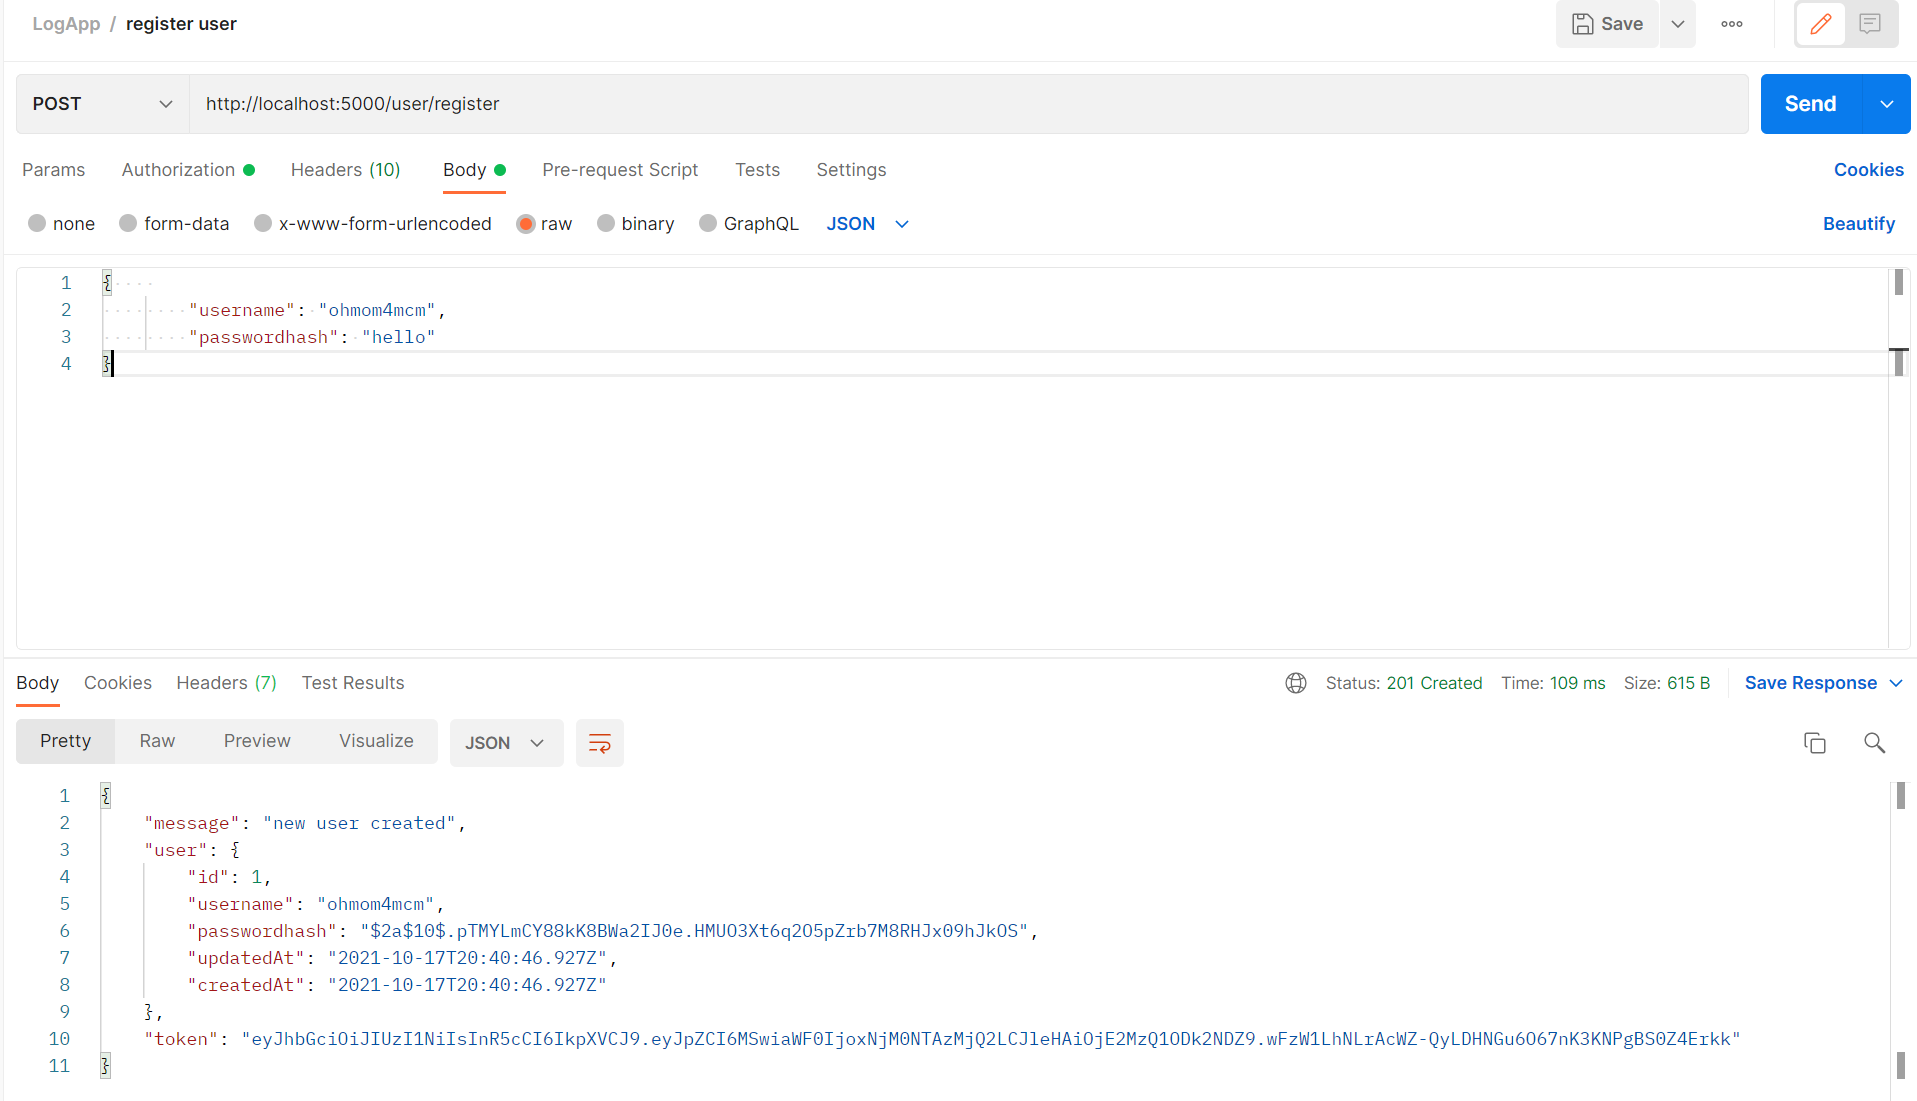 LogApp / register user
Save
POST
http://localhost:5000/user/register
Send
Params Authorization Headers (10) Body Pre-request Script Tests Settings Cookies
none form-data x-www-form-urlencoded raw binary GraphQL JSON Beautify
1 {
2 "username": "ohmom4mcm",
3 "passwordhash": "hello"
4 }
Body Cookies Headers (7) Test Results Status: 201 Created Time: 109 ms Size: 615 B Save Response
Pretty Raw Preview Visualize JSON
1 {
2 "message": "new user created",
3 "user": {
4 "id": 1,
5 "username": "ohmom4mcm",
6 "passwordhash": "$2a$10$.pTMYLmCY88kK8BWa2IJ0e.HMUO3Xt6q2O5pZrb7M8RHJx09hJkOS",
7 "updatedAt": "2021-10-17T20:40:46.927Z",
8 "createdAt": "2021-10-17T20:40:46.927Z"
9 },
10 "token": "eyJhbGciOiJIUzI1NiIsInR5cCI6IkpXVCJ9.eyJpZCI6MSwiaWF0IjoxNjM0NTAzMjQ2LCJleHAiOjE2MzQ1ODk2NDZ9.wFzW1LhNLrAcWZ-QyLDHNGu6O67nK3KNPgBS0Z4Erkk"
11 }